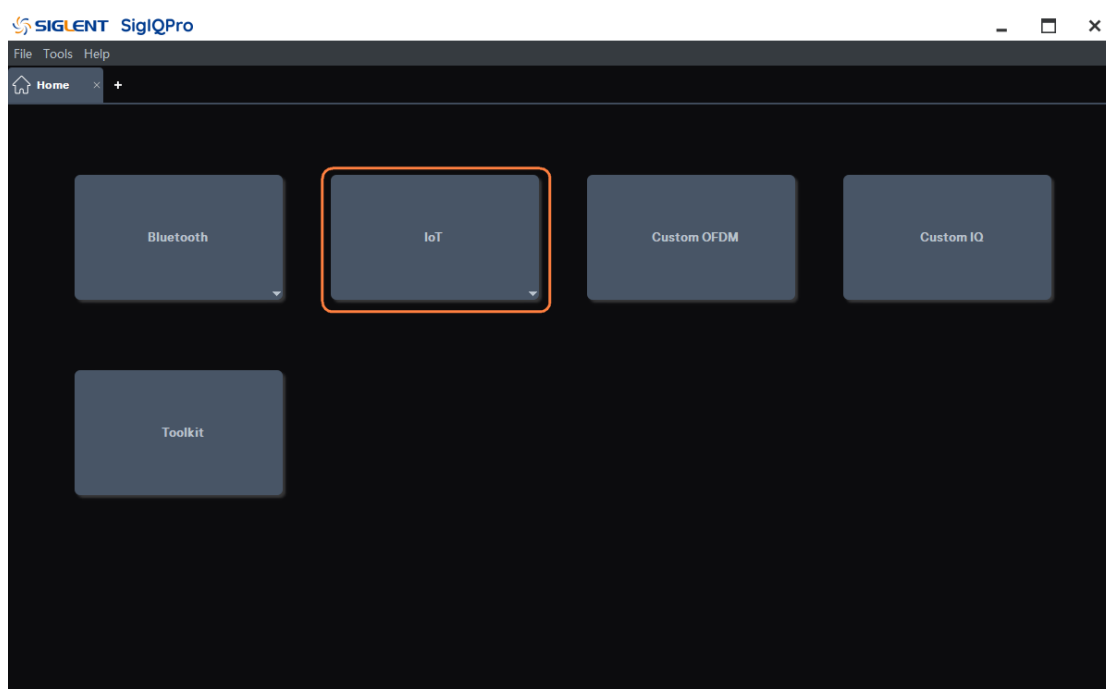 SIGLENT SigIQPro
File Tools Help
Home
Bluetooth
IoT
Custom OFDM
Custom IQ
Toolkit